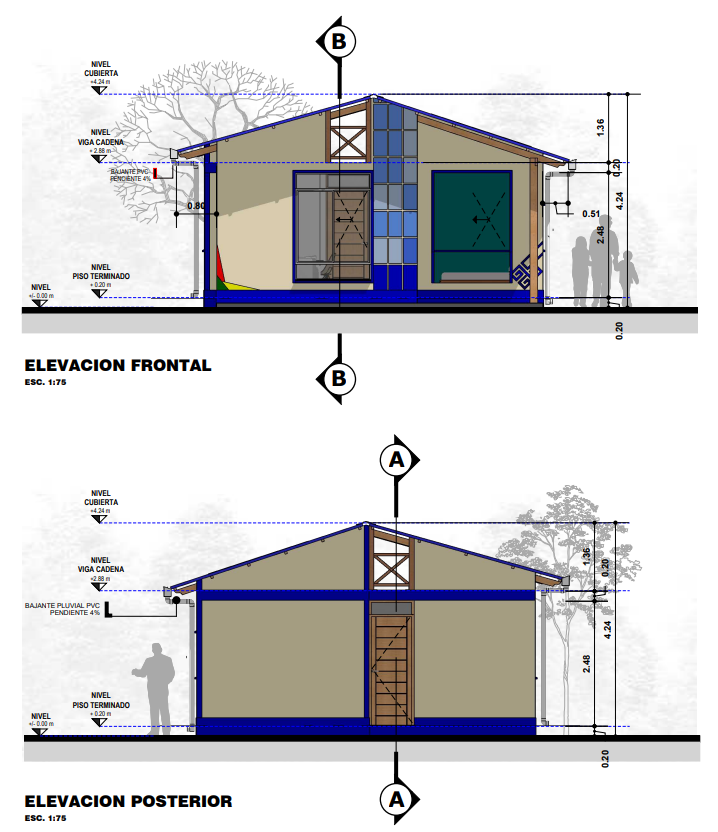 B
NIVEL
CUBIERTA
+4.24 m
NIVEL
VIGA CADENA
+ 2.88 m
BAJANTE PVC
PENDIENTE 4%
0.80
1.36
0.20
4.24
0.51
2.48
NIVEL
PISO TERMINADO
+ 0.20 m
NIVEL
+/- 0.00 m
0.20
ELEVACION FRONTAL
ESC. 1:75
B
A
NIVEL
CUBIERTA
+4.24 m
NIVEL
VIGA CADENA
+2.88 m
BAJANTE PLUVIAL PVC
PENDIENTE 4%
1.36
0.20
4.24
2.48
NIVEL
PISO TERMINADO
+ 0.20 m
NIVEL
+/- 0.00 m
0.20
ELEVACION POSTERIOR
ESC. 1:75
A